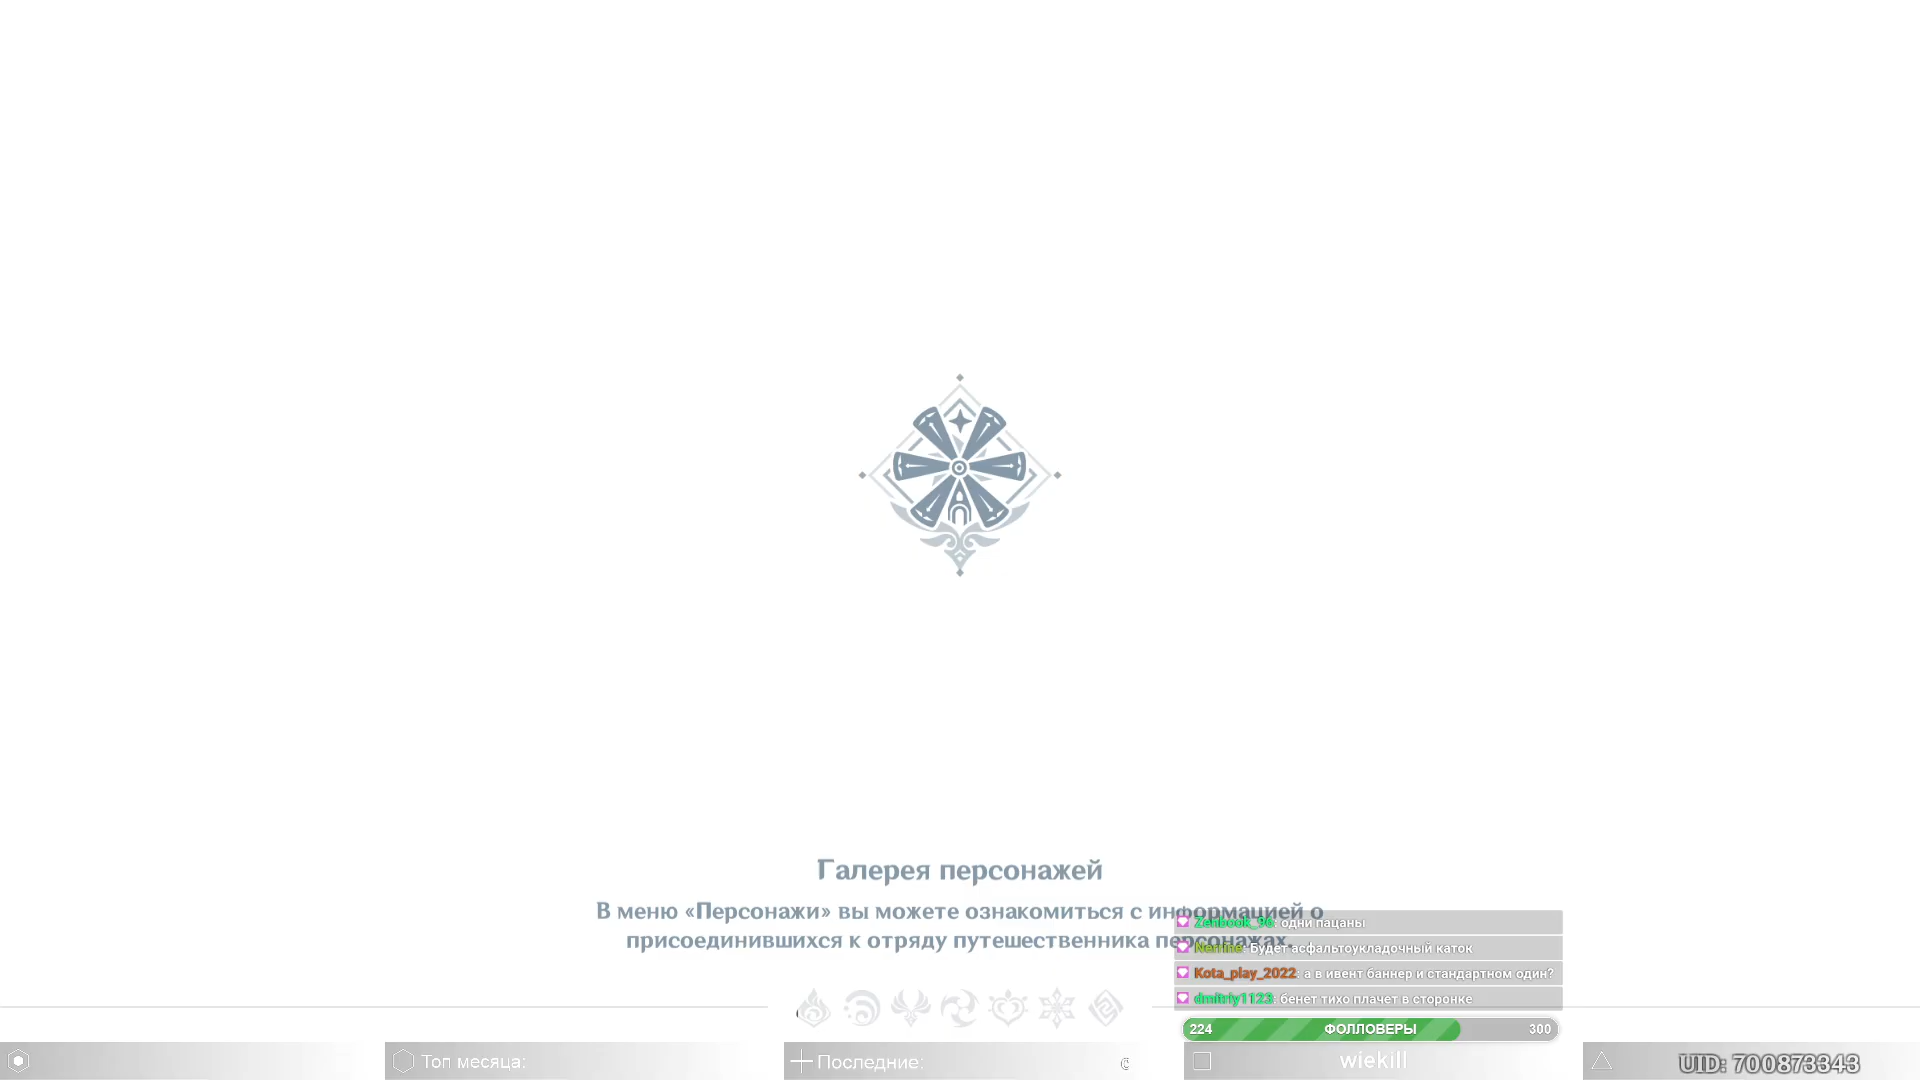 Галерея персонажей
В меню «Персонажи» вы можете ознакомиться с информацией о
присоединившихся к отряду путешественника персонажах.
Zenbook_96: одни пацаны
Nerrine: Будет асфальтоукладочный каток
Kota_play_2022: а в ивент баннер и стандартном один?
dmitriy1123: бенет тихо плачет в сторонке
224 ФОЛЛОВЕРЫ 300
Топ месяца:
Последние:
wiekill
UID: 700873343